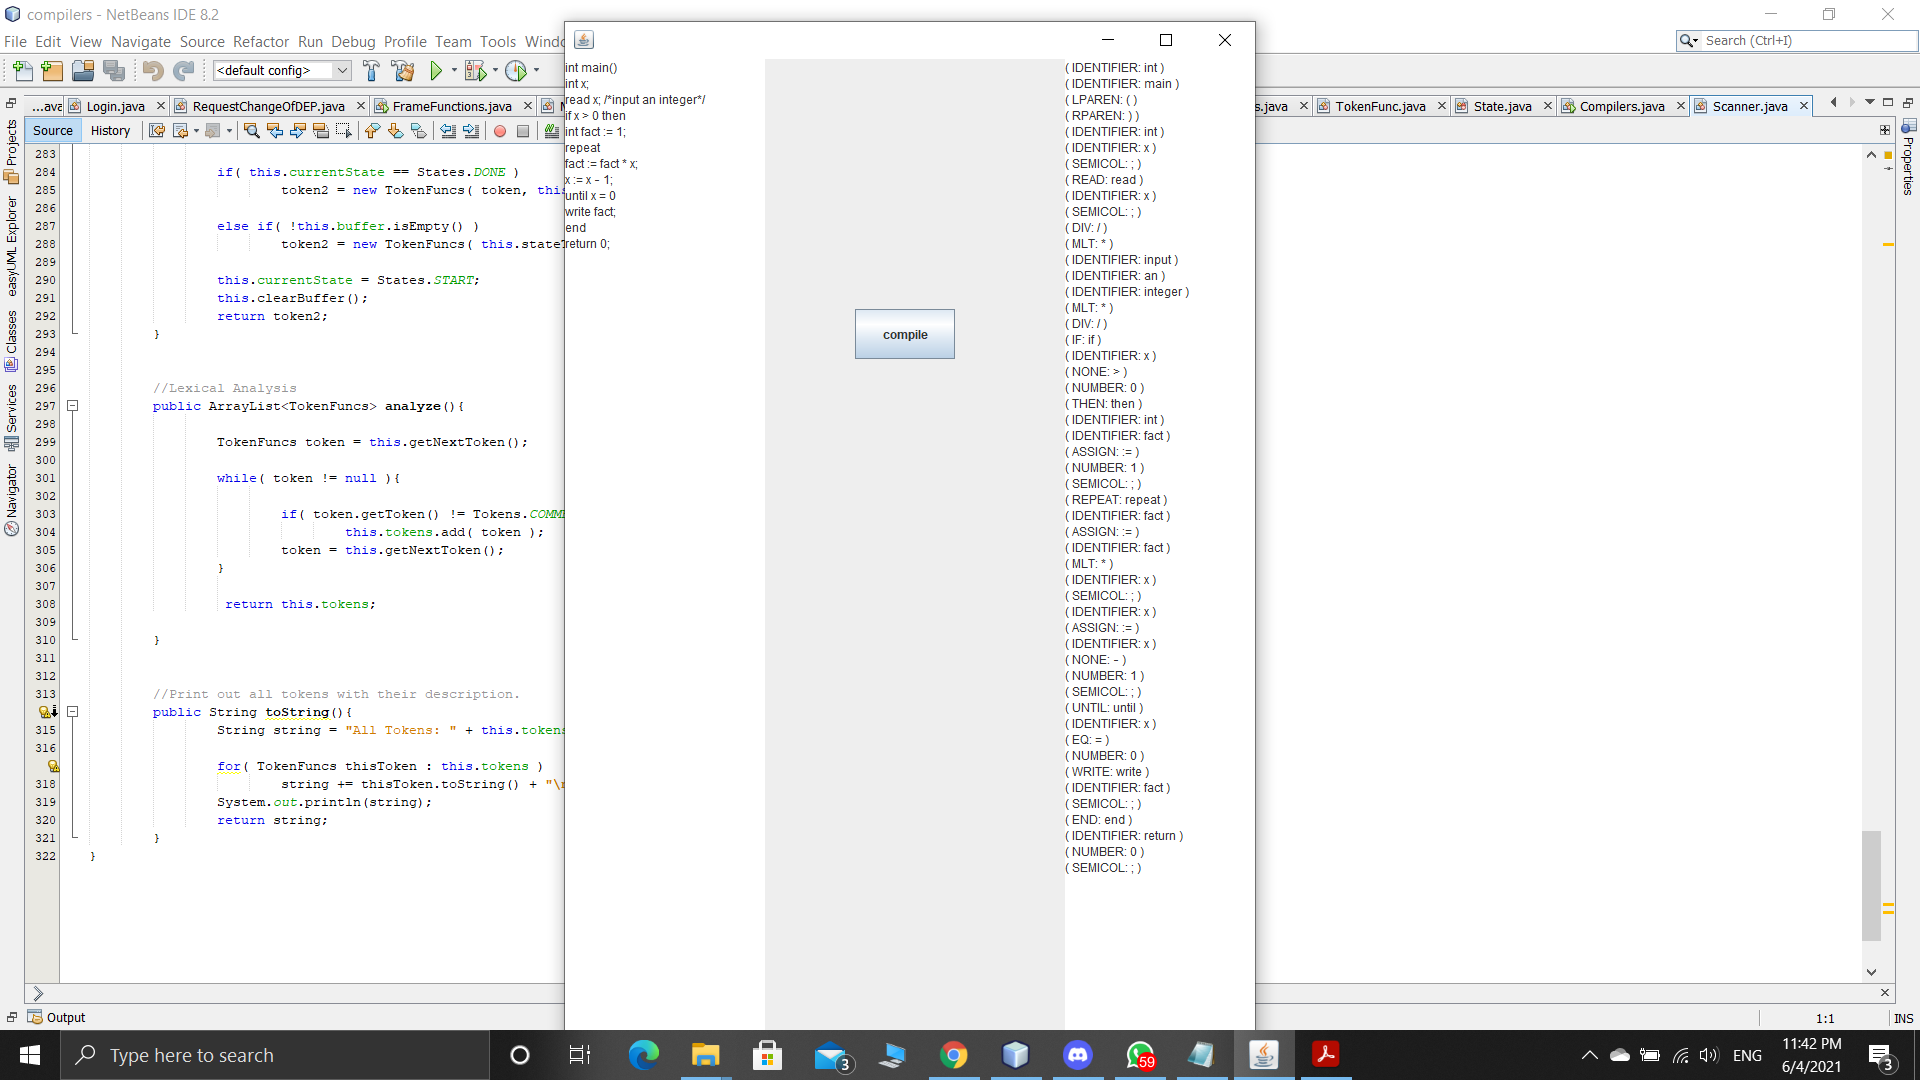 compilers - NetBeans IDE 8.2
File Edit View Navigate Source Refactor Run Debug Profile Team Tools Windo
Search (Ctrl+I)
<default config>
...ava Login.java RequestChangeOfDEP.java FrameFunctions.java
s.java TokenFunc.java State.java Compilers.java Scanner.java
Source History
Projects
easyUML Explorer
Classes
Services
Navigator
Properties
283
284 if( this.currentState == States.DONE )
285 token2 = new TokenFuncs( token, this
286
287 else if( !this.buffer.isEmpty() )
288 token2 = new TokenFuncs( this.stateT
289
290 this.currentState = States.START;
291 this.clearBuffer();
292 return token2;
293 }
294
295
296 //Lexical Analysis
297 public ArrayList<TokenFuncs> analyze(){
298
299 TokenFuncs token = this.getNextToken();
300
301 while( token != null ){
302
303 if( token.getToken() != Tokens.COMM
304 this.tokens.add( token );
305 token = this.getNextToken();
306 }
307
308 return this.tokens;
309
310 }
311
312
313 //Print out all tokens with their description.
public String toString(){
315 String string = "All Tokens: " + this.tokens
316
for( TokenFuncs thisToken : this.tokens )
318 string += thisToken.toString() + "\n
319 System.out.println(string);
320 return string;
321 }
322 }
int main()
int x;
read x; /*input an integer*/
if x > 0 then
int fact := 1;
repeat
fact := fact * x;
x := x - 1;
until x = 0
write fact;
end
return 0;
compile
( IDENTIFIER: int )
( IDENTIFIER: main )
( LPAREN: ( )
( RPAREN: ) )
( IDENTIFIER: int )
( IDENTIFIER: x )
( SEMICOL: ; )
( READ: read )
( IDENTIFIER: x )
( SEMICOL: ; )
( DIV: / )
( MLT: * )
( IDENTIFIER: input )
( IDENTIFIER: an )
( IDENTIFIER: integer )
( MLT: * )
( DIV: / )
( IF: if )
( IDENTIFIER: x )
( NONE: > )
( NUMBER: 0 )
( THEN: then )
( IDENTIFIER: int )
( IDENTIFIER: fact )
( ASSIGN: := )
( NUMBER: 1 )
( SEMICOL: ; )
( REPEAT: repeat )
( IDENTIFIER: fact )
( ASSIGN: := )
( IDENTIFIER: fact )
( MLT: * )
( IDENTIFIER: x )
( SEMICOL: ; )
( IDENTIFIER: x )
( ASSIGN: := )
( IDENTIFIER: x )
( NONE: - )
( NUMBER: 1 )
( SEMICOL: ; )
( UNTIL: until )
( IDENTIFIER: x )
( EQ: = )
( NUMBER: 0 )
( WRITE: write )
( IDENTIFIER: fact )
( SEMICOL: ; )
( END: end )
( IDENTIFIER: return )
( NUMBER: 0 )
( SEMICOL: ; )
Output
1:1 INS
Type here to search
3
59
ENG
11:42 PM
6/4/2021
3